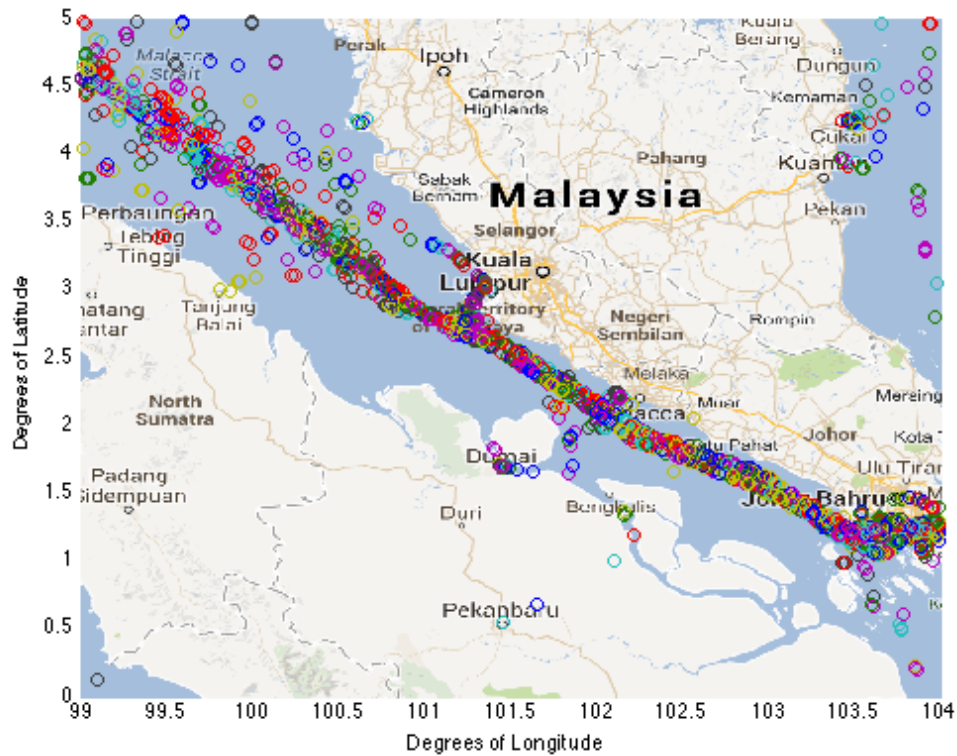 5
4.5
4
3.5
3
2.5
2
1.5
1
0.5
0
99
99.5
100
100.5
101
101.5
102
102.5
103
103.5
104
Degrees of Latitude
Degrees of Longitude
Kuala
Berang
Perak
Ipoh
Strait
Dungun
Cameron
Highlands
Kemaman
Cukai
Pahang
Sabak
Bernam
Malaysia
Pekan
Perbaungan
Tebing
Tinggi
Selangor
Kuala
Tanjung
Balai
Negeri
Sembilan
Rompin
Melaka
Muar
Mersing
North
Sumatra
Pahat
Johor
Kota
Dumai
Ulu Tiram
Padang
Sidempuan
Bengkalis
Bahru
Duri
Pekanbaru